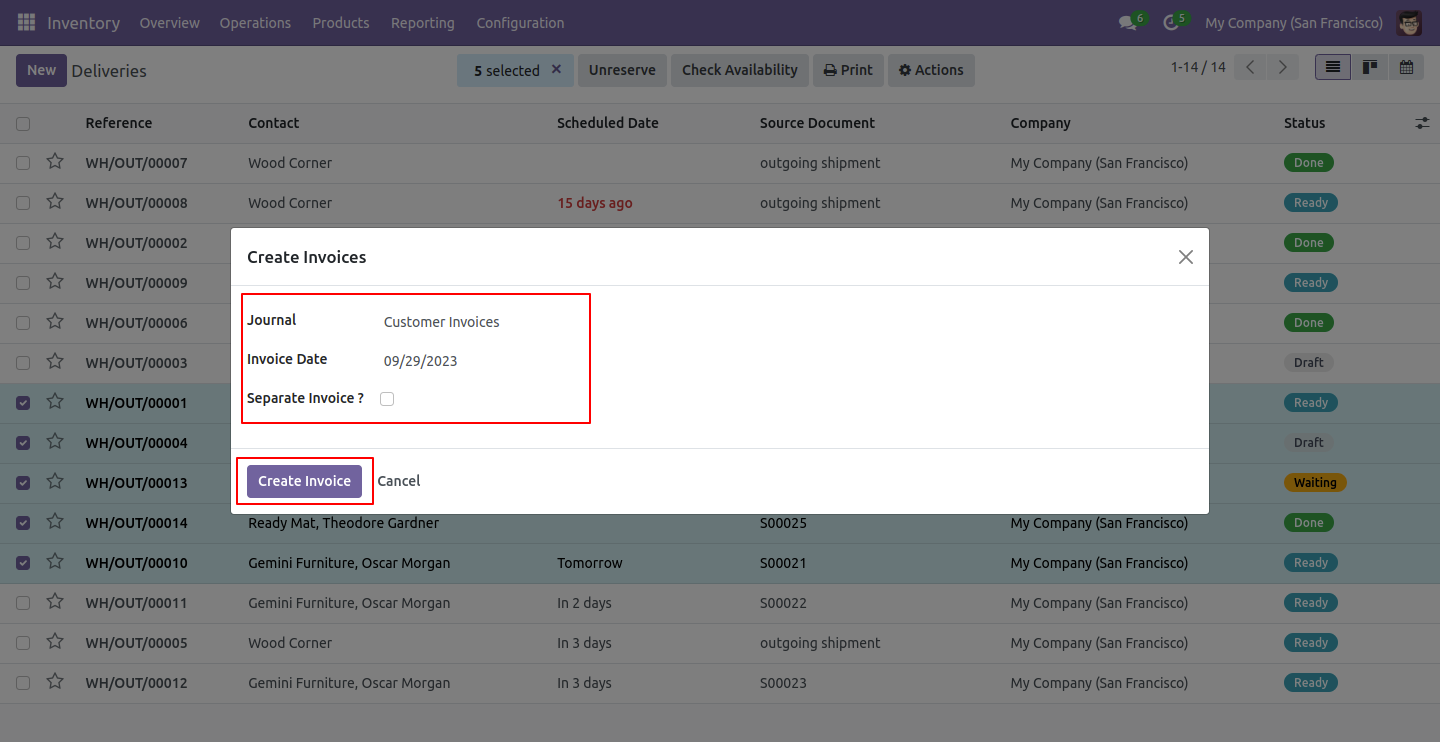 Inventory Overview Operations Products Reporting Configuration 6 5 My Company (San Francisco)
New Deliveries 5 selected × Unreserve Check Availability Print Actions 1-14 / 14
Reference Contact Scheduled Date Source Document Company Status
WH/OUT/00007 Wood Corner outgoing shipment My Company (San Francisco) Done
WH/OUT/00008 Wood Corner 15 days ago outgoing shipment My Company (San Francisco) Ready
WH/OUT/00002 Done
Create Invoices
WH/OUT/00009 Ready
WH/OUT/00006 Done
Journal Customer Invoices
WH/OUT/00003 Draft
Invoice Date 09/29/2023
WH/OUT/00001 Ready
Separate Invoice ?
WH/OUT/00004 Draft
WH/OUT/00013 Waiting
Create Invoice Cancel
WH/OUT/00014 Ready Mat, Theodore Gardner S00025 My Company (San Francisco) Done
WH/OUT/00010 Gemini Furniture, Oscar Morgan Tomorrow S00021 My Company (San Francisco) Ready
WH/OUT/00011 Gemini Furniture, Oscar Morgan In 2 days S00022 My Company (San Francisco) Ready
WH/OUT/00005 Wood Corner In 3 days outgoing shipment My Company (San Francisco) Ready
WH/OUT/00012 Gemini Furniture, Oscar Morgan In 3 days S00023 My Company (San Francisco) Ready